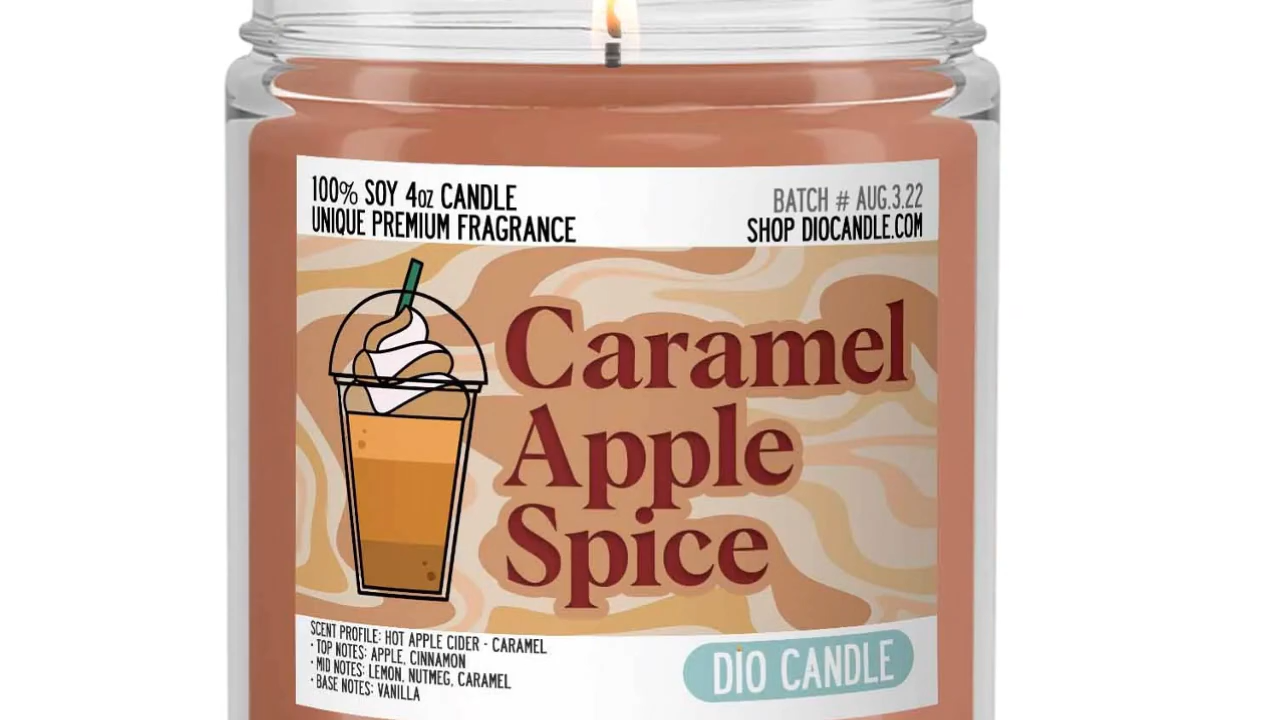 100% SOY 4oz CANDLE
UNIQUE PREMIUM FRAGRANCE
BATCH # AUG.3.22
SHOP DIOCANDLE.COM
Caramel
Apple
Spice
SCENT PROFILE: HOT APPLE CIDER - CARAMEL
· TOP NOTES: APPLE, CINNAMON
· MID NOTES: LEMON, NUTMEG, CARAMEL
· BASE NOTES: VANILLA
DIO CANDLE